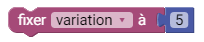 fixer variation à 5